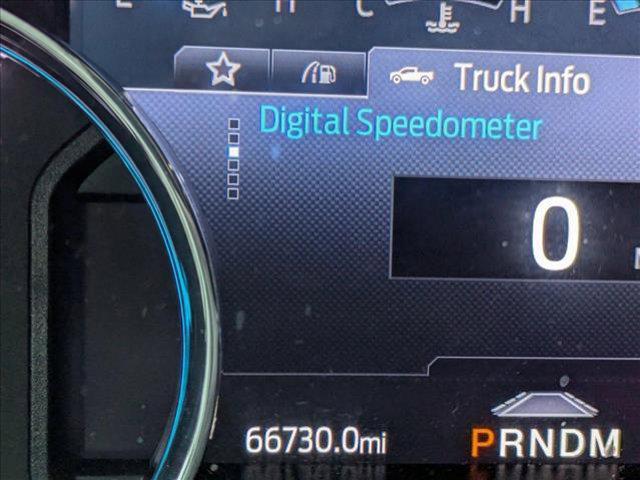 H C H E
Truck Info
Digital Speedometer
0
66730.0mi PRNDM